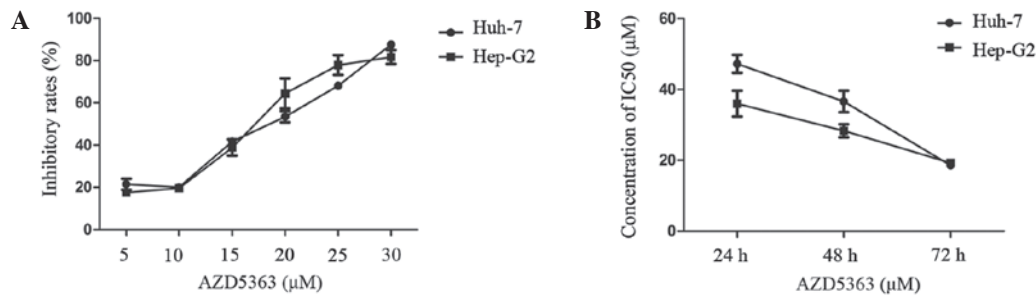 A
Inhibitory rates (%)
100
80
60
40
20
0
5 10 15 20 25 30
AZD5363 (μM)
Huh-7
Hep-G2
B
Concentration of IC50 (μM)
60
40
20
0
24 h 48 h 72 h
AZD5363 (μM)
Huh-7
Hep-G2